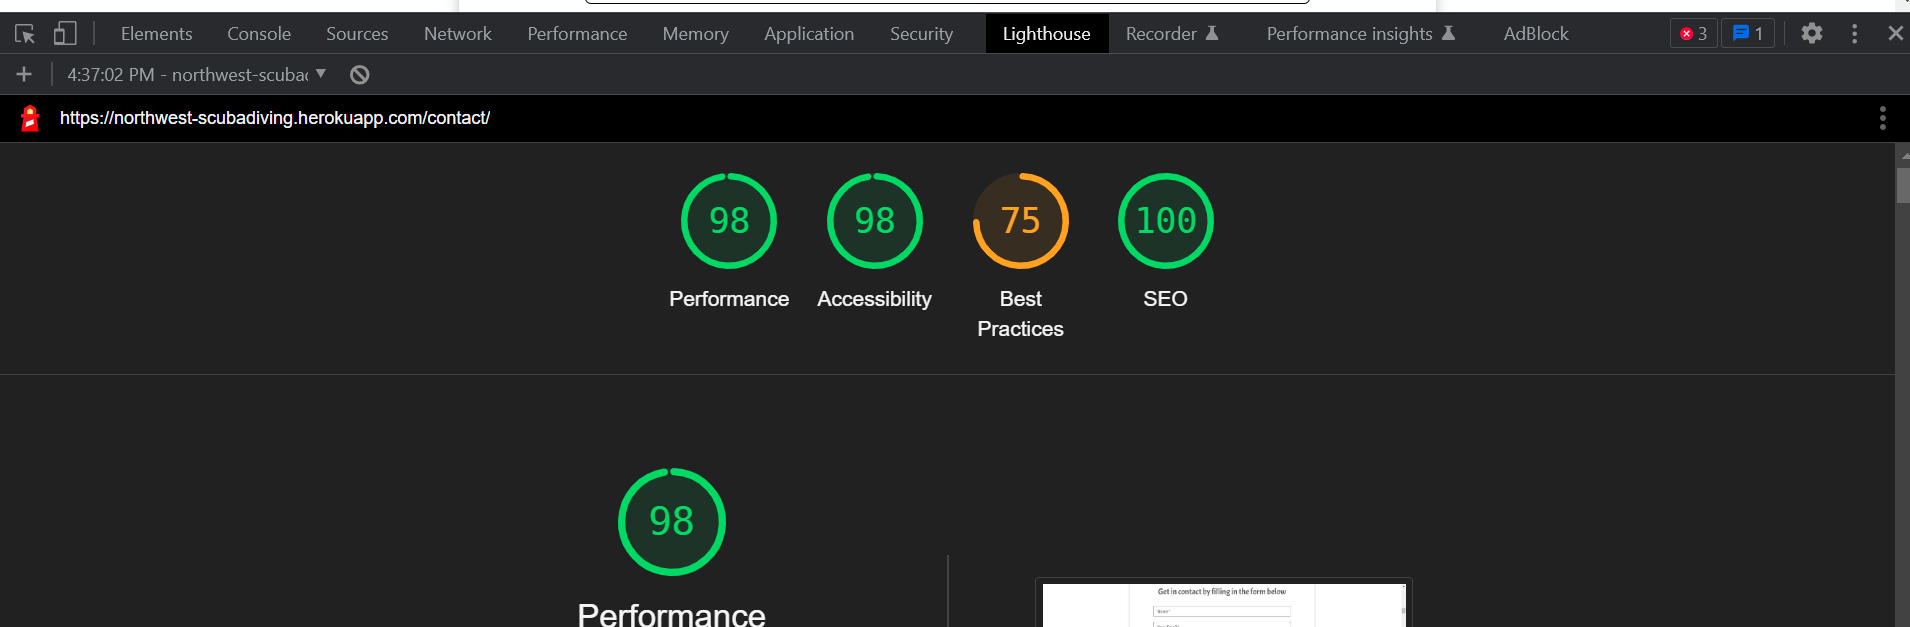 Elements Console Sources Network Performance Memory Application Security Lighthouse Recorder Performance insights AdBlock 3 1
4:37:02 PM - northwest-scubad
https://northwest-scubadiving.herokuapp.com/contact/
98 98 75 100
Performance Accessibility Best Practices SEO
98
Performance
Get in contact by filling in the form below
Name*